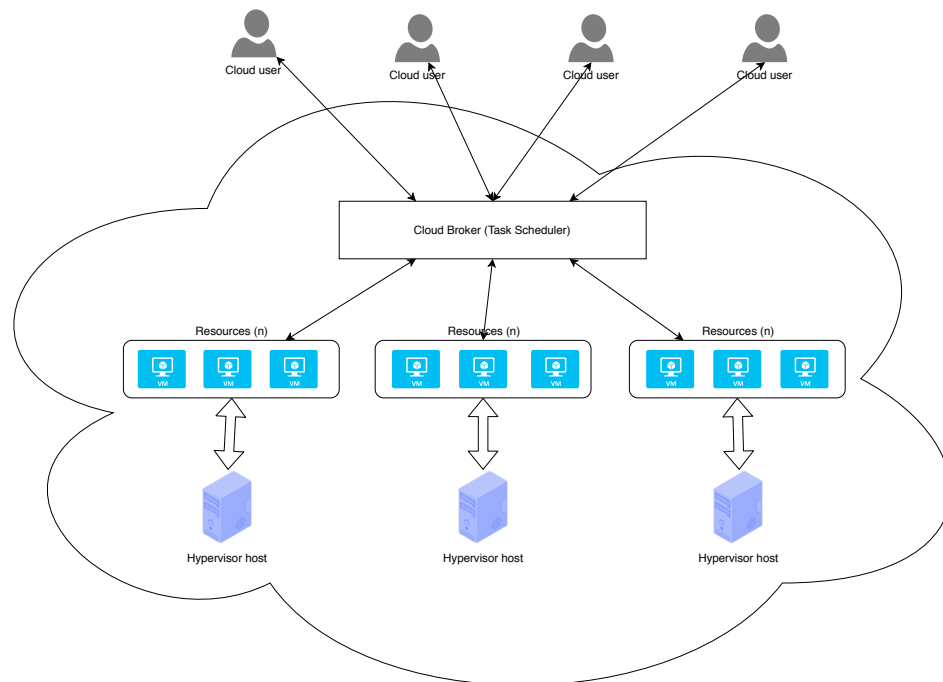 Cloud user
Cloud user
Cloud user
Cloud user
Cloud Broker (Task Scheduler)
Resources (n)
Resources (n)
Resources (n)
VM
VM
VM
VM
VM
VM
VM
VM
VM
Hypervisor host
Hypervisor host
Hypervisor host